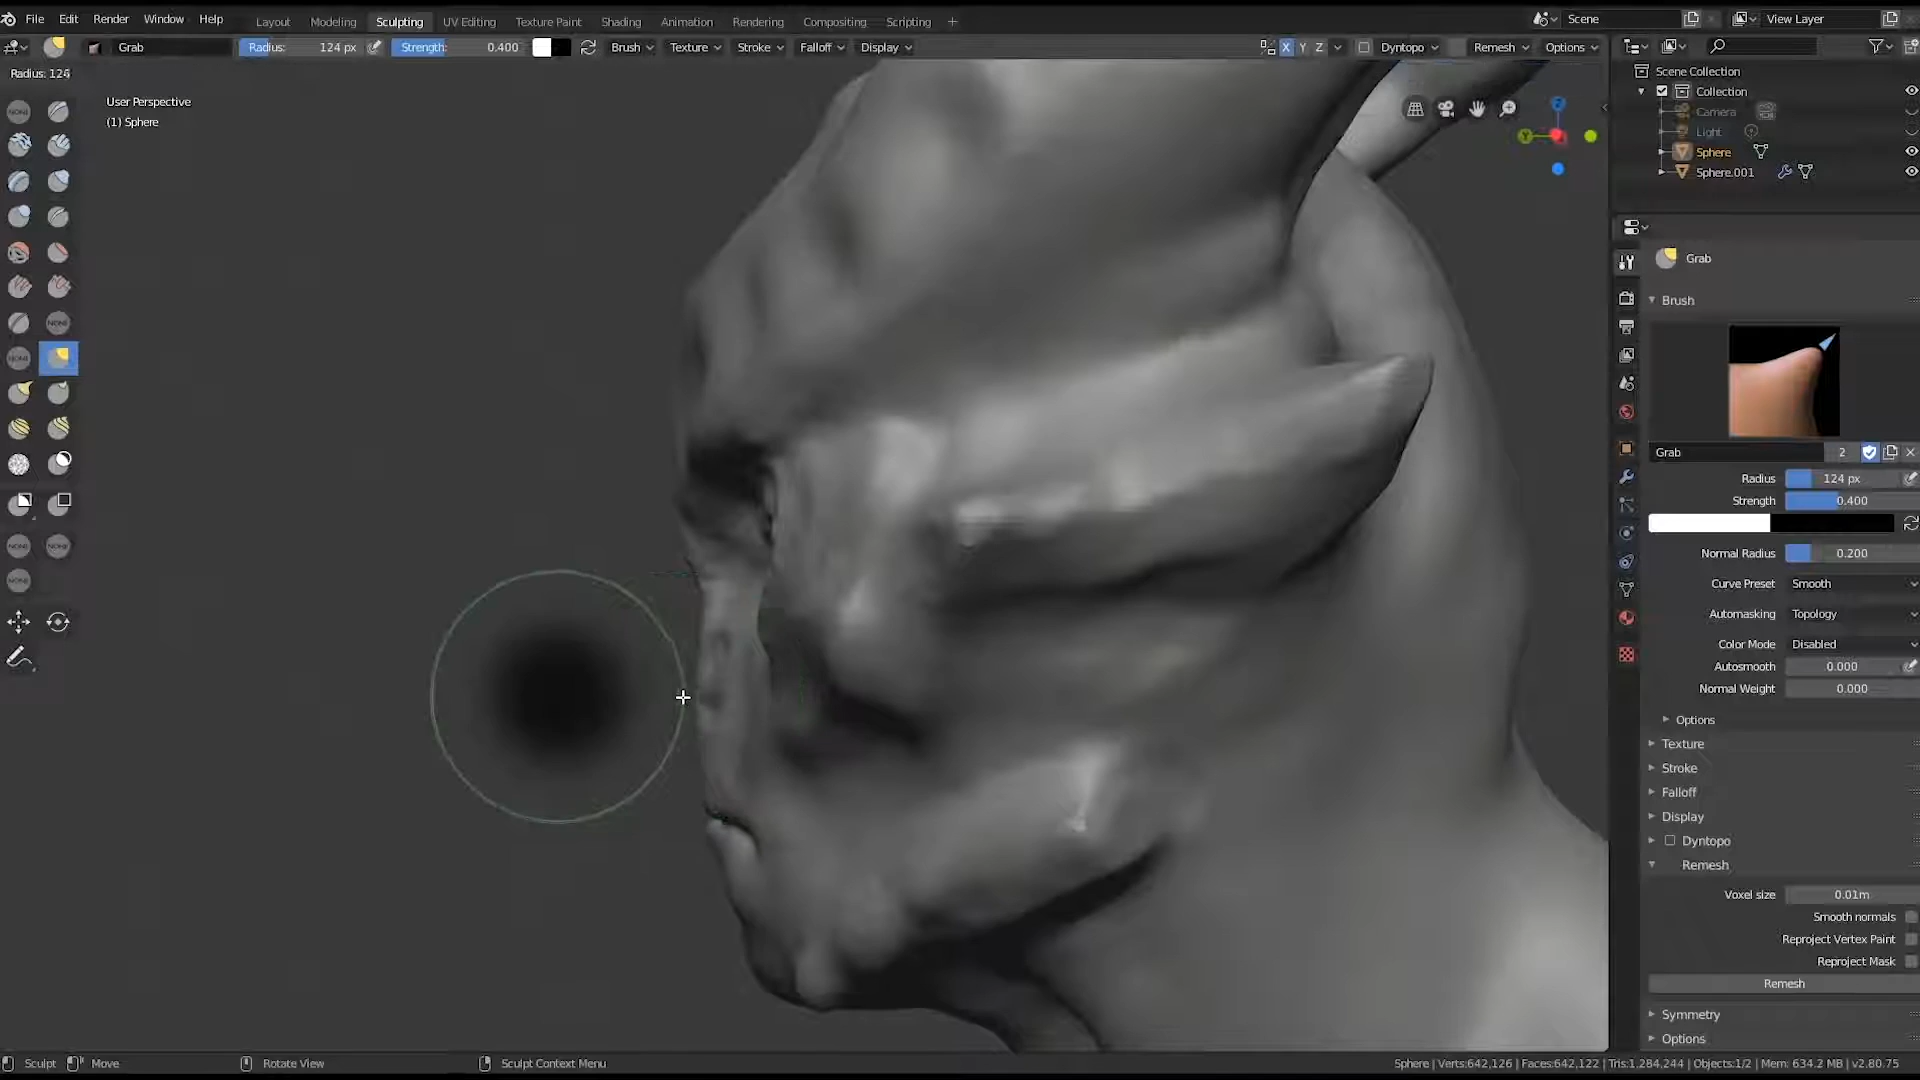 File Edit Render Window Help Layout Modeling Sculpting UV Editing Texture Paint Shading Animation Rendering Compositing Scripting + Scene View Layer
Grab Radius: 124 px Strength: 0.400 Brush Texture Stroke Falloff Display X Y Z Dyntopo Remesh Options
Radius: 124
User Perspective
(1) Sphere
NONE
NONE
NONE
NONE
NONE
NONE
Z
Y
Scene Collection
Collection
Camera
Light
Sphere
Sphere.001
Grab
Brush
Grab 2
Radius 124 px
Strength 0.400
Normal Radius 0.200
Curve Preset Smooth
Automasking Topology
Color Mode Disabled
Autosmooth 0.000
Normal Weight 0.000
Options
Texture
Stroke
Falloff
Display
Dyntopo
Remesh
Voxel size 0.01m
Smooth normals
Reproject Vertex Paint
Reproject Mask
Remesh
Symmetry
Options
Sculpt Move Rotate View Sculpt Context Menu Sphere | Verts:642,126 | Faces:642,122 | Tris:1,284,244 | Objects:1/2 | Mem: 634.2 MB | v2.80.75